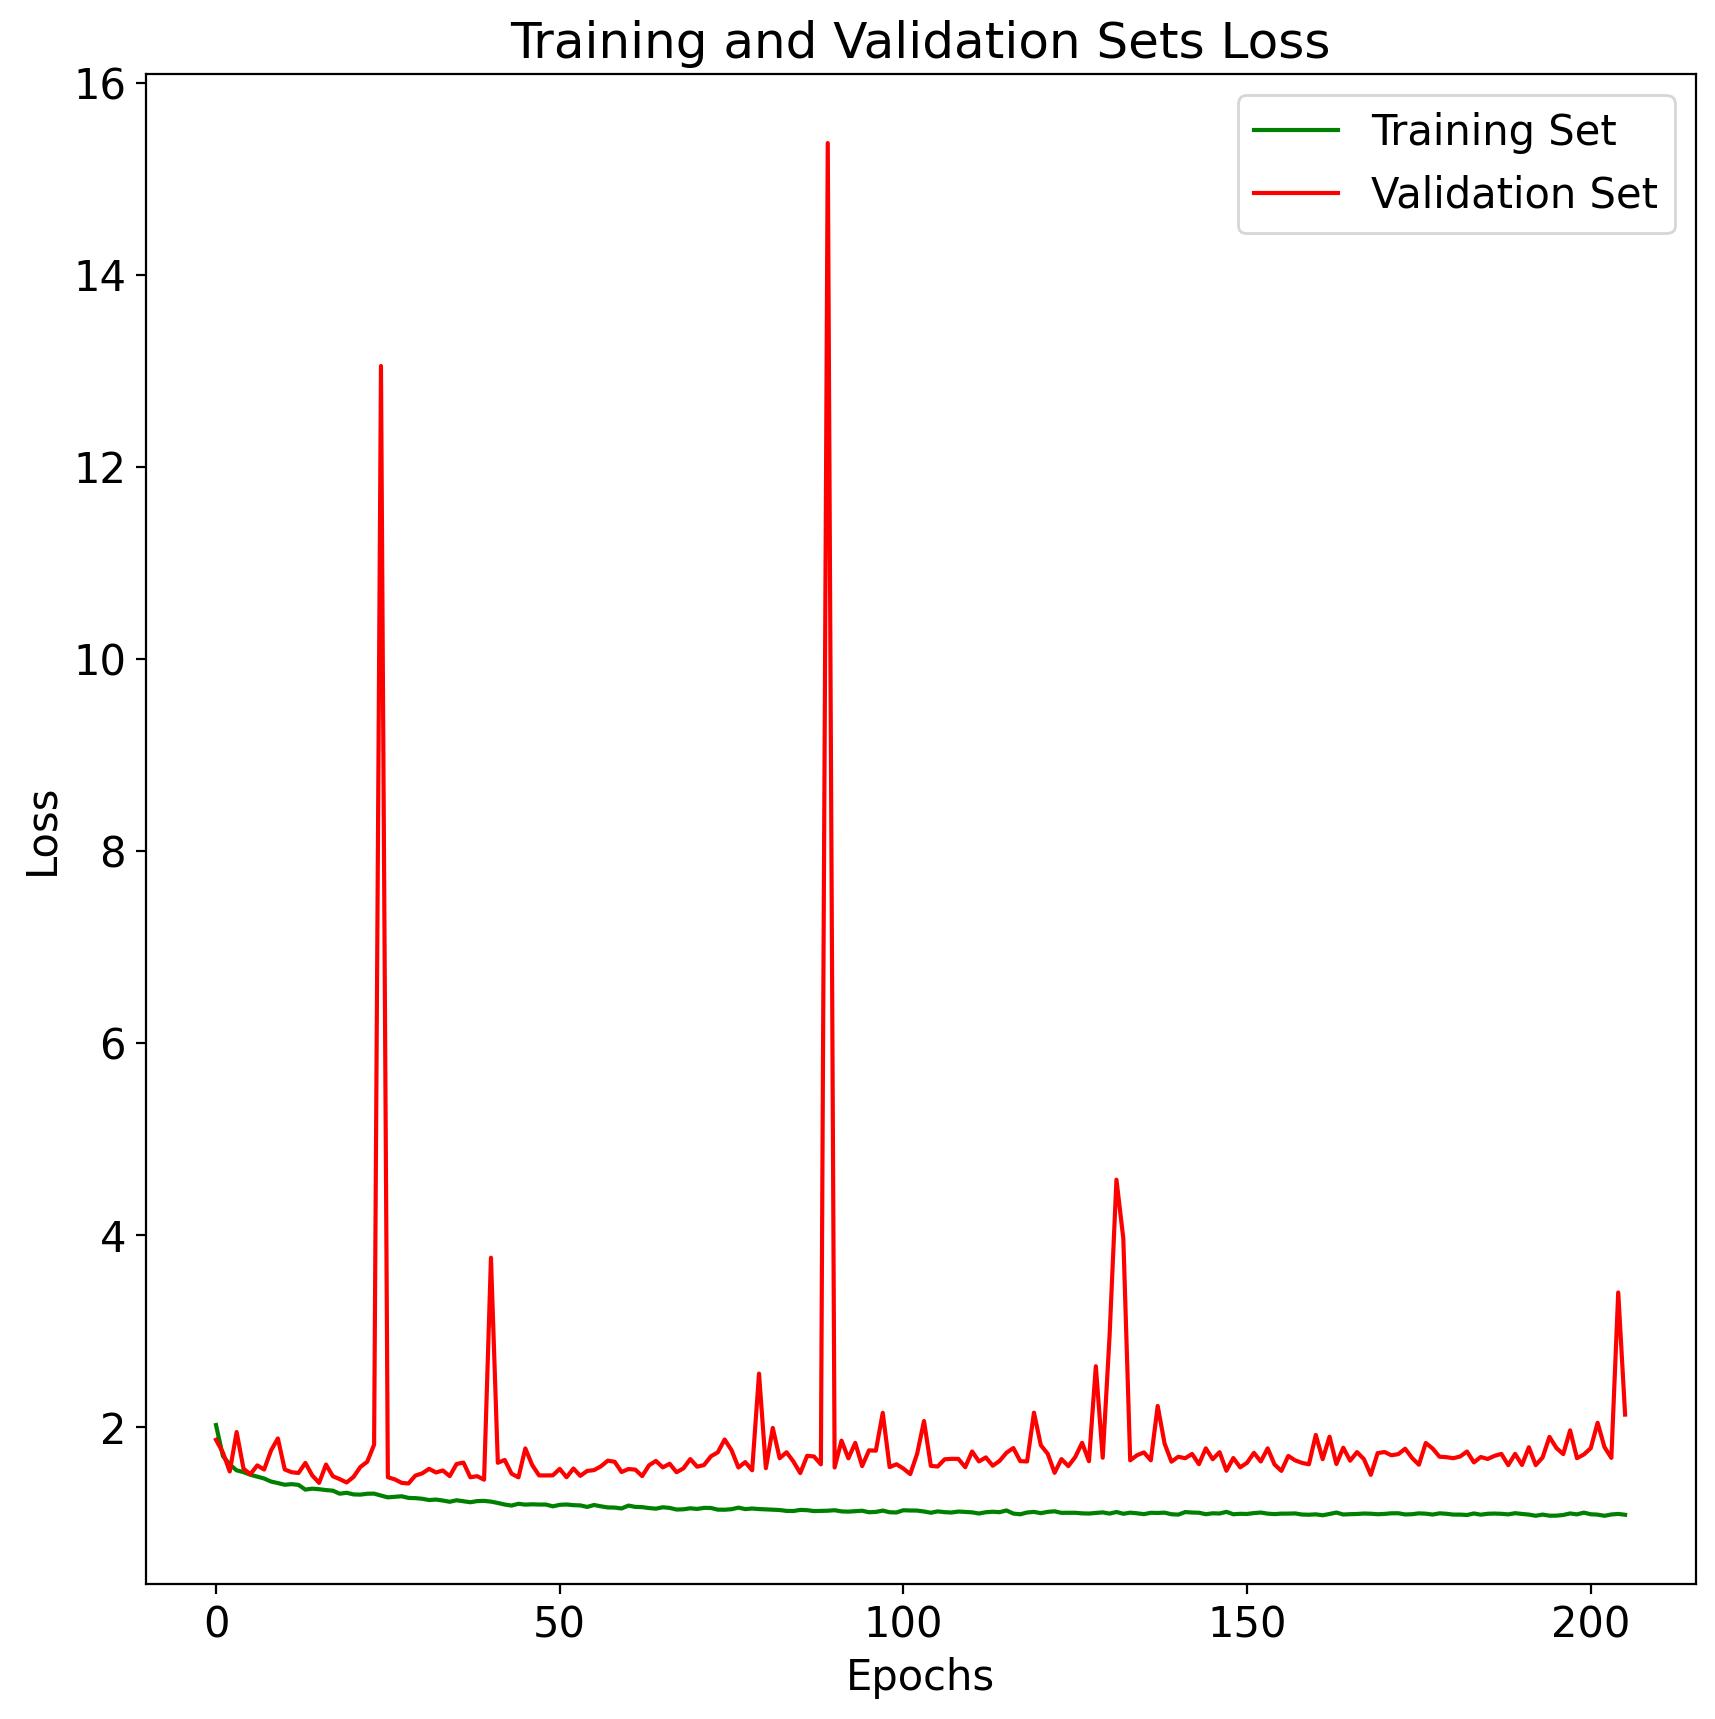 Training and Validation Sets Loss
Training Set
Validation Set
16
14
12
10
8
6
4
2
Loss
0 50 100 150 200
Epochs